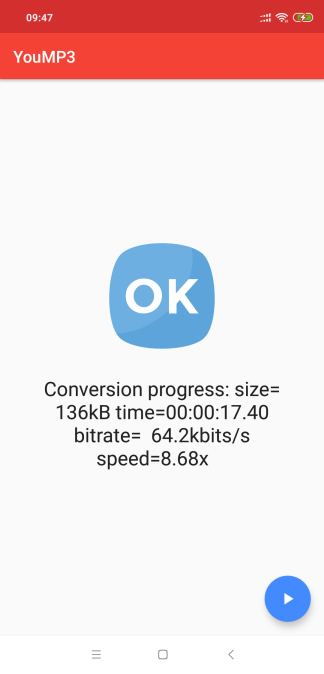 09:47
YouMP3
OK
Conversion progress: size=
136kB time=00:00:17.40
bitrate=  64.2kbits/s
speed=8.68x